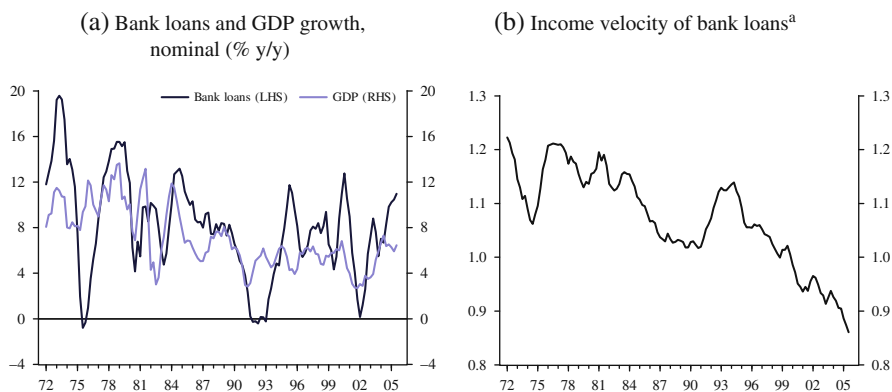 (a) Bank loans and GDP growth,
nominal (% y/y)
Bank loans (LHS) GDP (RHS)
20 20
16 16
12 12
8 8
4 4
0 0
−4 −4
72 75 78 81 84 87 90 93 96 99 02 05
(b) Income velocity of bank loansᵃ
1.3 1.3
1.2 1.2
1.1 1.1
1.0 1.0
0.9 0.9
0.8 0.8
72 75 78 81 84 87 90 93 96 99 02 05